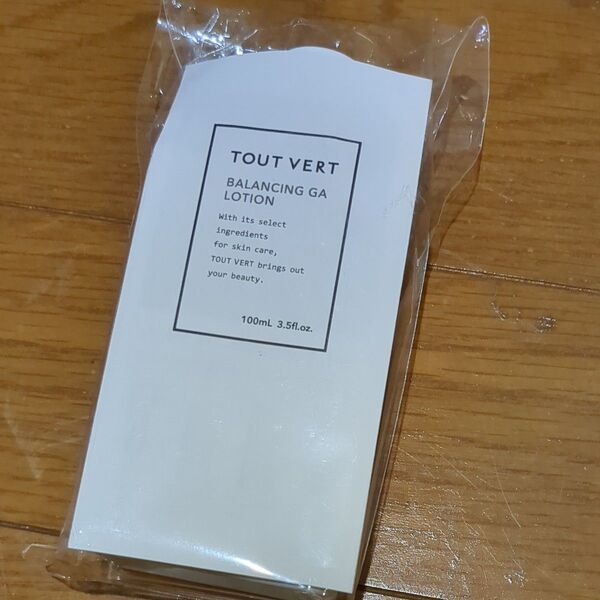 TOUT VERT
BALANCING GA
LOTION
With its select
ingredients
for skin care,
TOUT VERT brings out
your beauty.
100mL 3.5fl.oz.